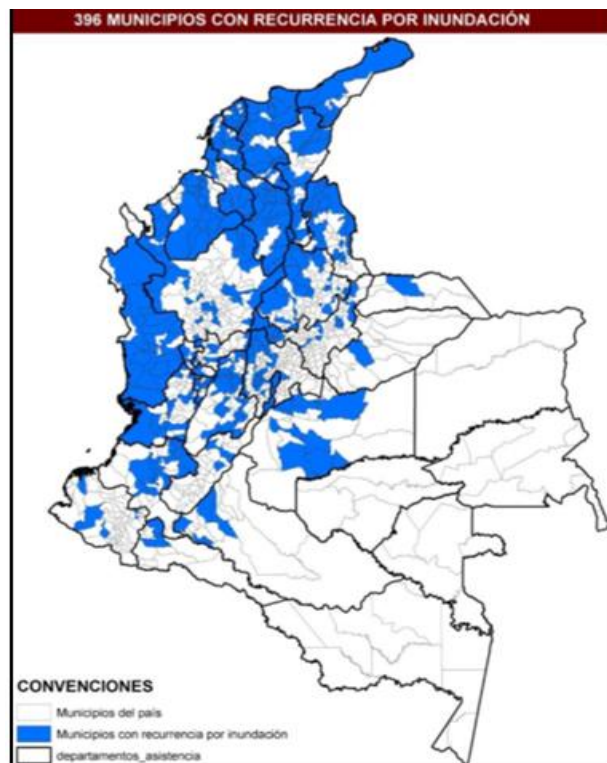 396 MUNICIPIOS CON RECURRENCIA POR INUNDACIÓN
CONVENCIONES
Municipios del país
Municipios con recurrencia por inundación
departamentos_asistencia